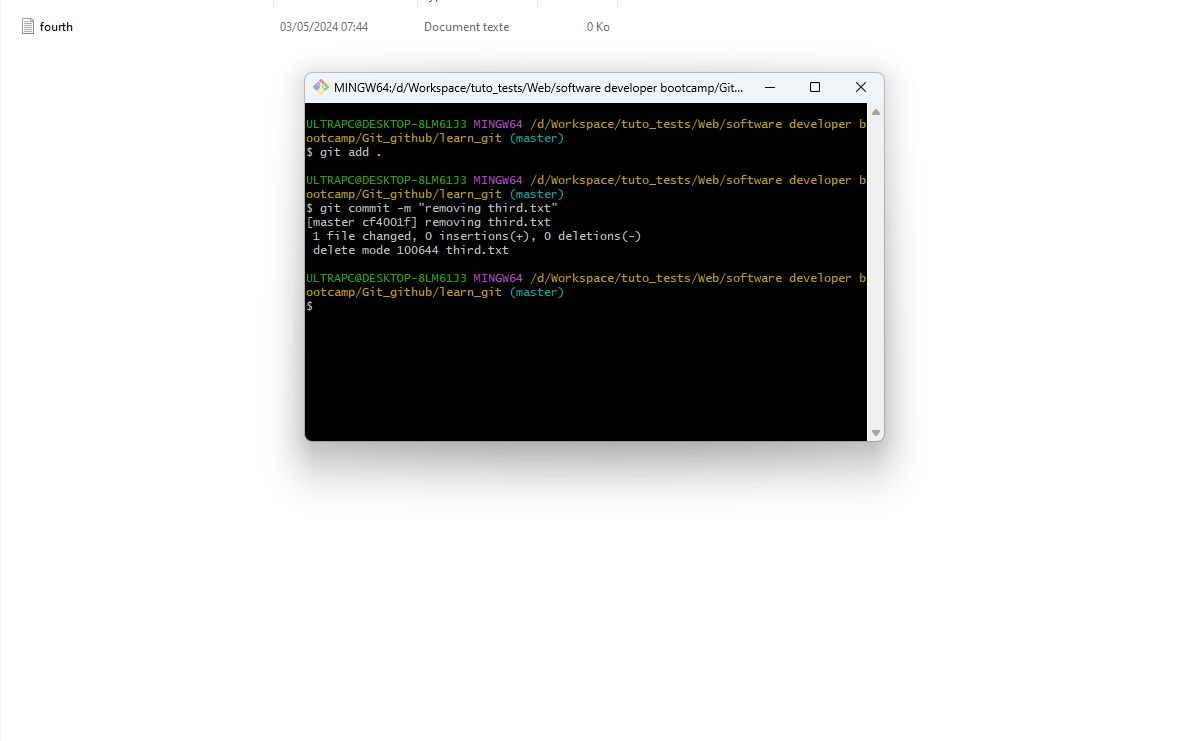 fourth 03/05/2024 07:44 Document texte 0 Ko
MINGW64:/d/Workspace/tuto_tests/Web/software developer bootcamp/Git...
ULTRAPC@DESKTOP-8LM61J3 MINGW64 /d/Workspace/tuto_tests/Web/software developer b
ootcamp/Git_github/learn_git (master)
$ git add .
ULTRAPC@DESKTOP-8LM61J3 MINGW64 /d/Workspace/tuto_tests/Web/software developer b
ootcamp/Git_github/learn_git (master)
$ git commit -m "removing third.txt"
[master cf4001f] removing third.txt
1 file changed, 0 insertions(+), 0 deletions(-)
delete mode 100644 third.txt
ULTRAPC@DESKTOP-8LM61J3 MINGW64 /d/Workspace/tuto_tests/Web/software developer b
ootcamp/Git_github/learn_git (master)
$